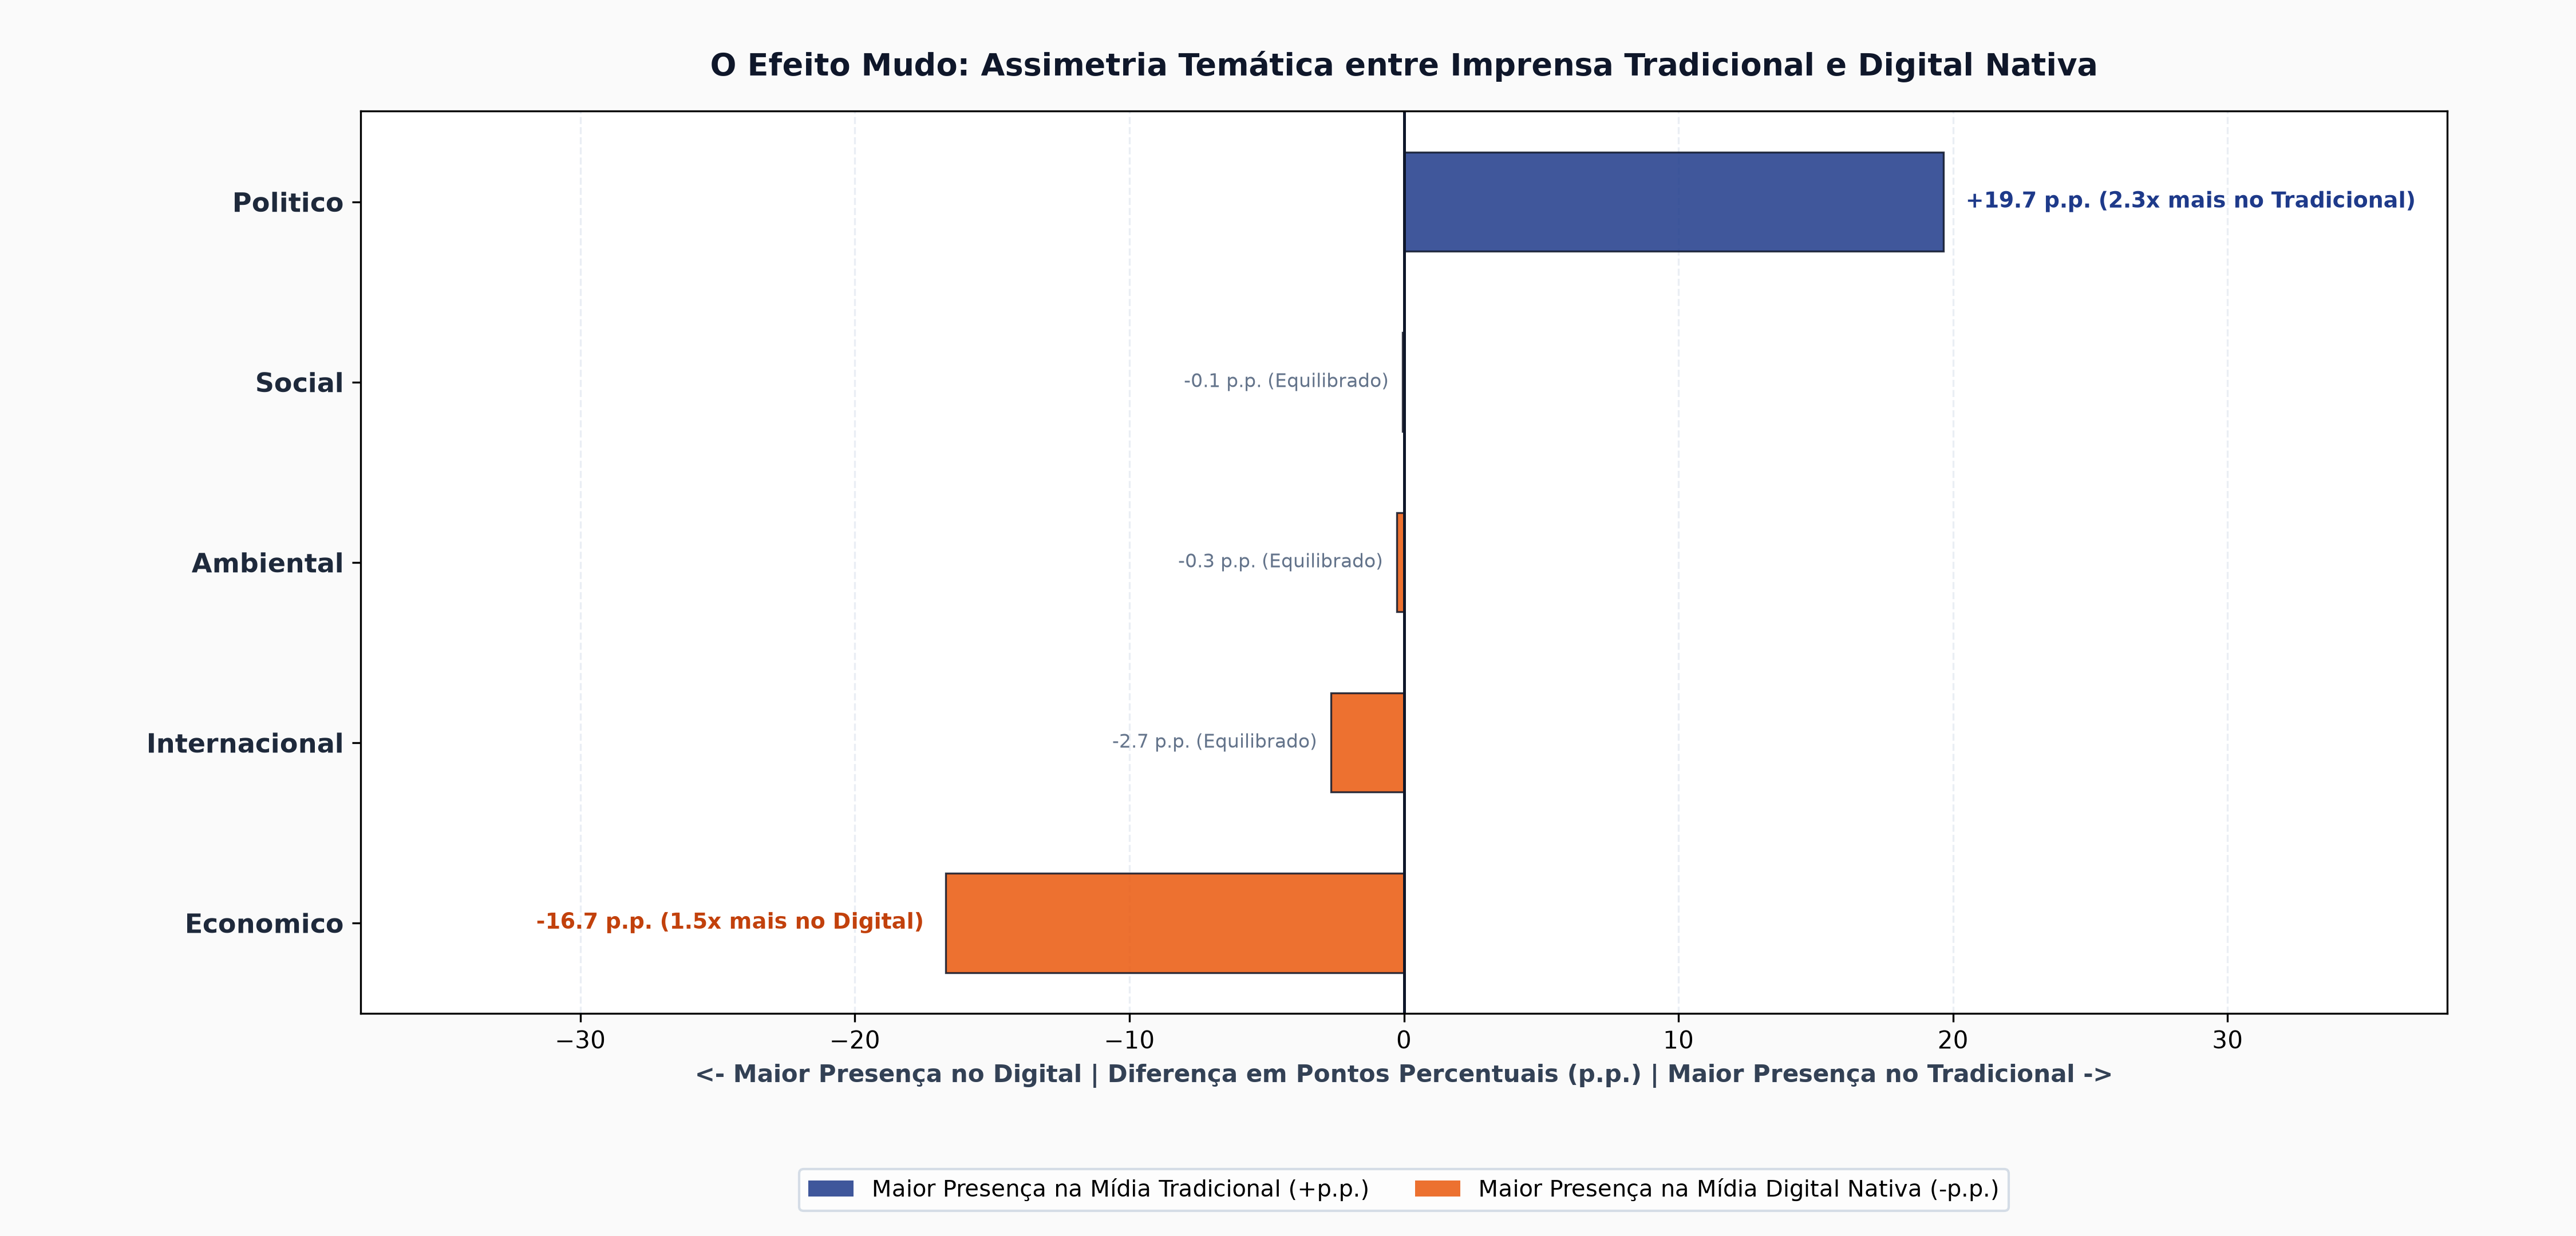 O Efeito Mudo: Assimetria Temática entre Imprensa Tradicional e Digital Nativa
Politico
+19.7 p.p. (2.3x mais no Tradicional)
Social
-0.1 p.p. (Equilibrado)
Ambiental
-0.3 p.p. (Equilibrado)
Internacional
-2.7 p.p. (Equilibrado)
Economico
-16.7 p.p. (1.5x mais no Digital)
−30 −20 −10 0 10 20 30
<- Maior Presença no Digital | Diferença em Pontos Percentuais (p.p.) | Maior Presença no Tradicional ->
Maior Presença na Mídia Tradicional (+p.p.) Maior Presença na Mídia Digital Nativa (-p.p.)